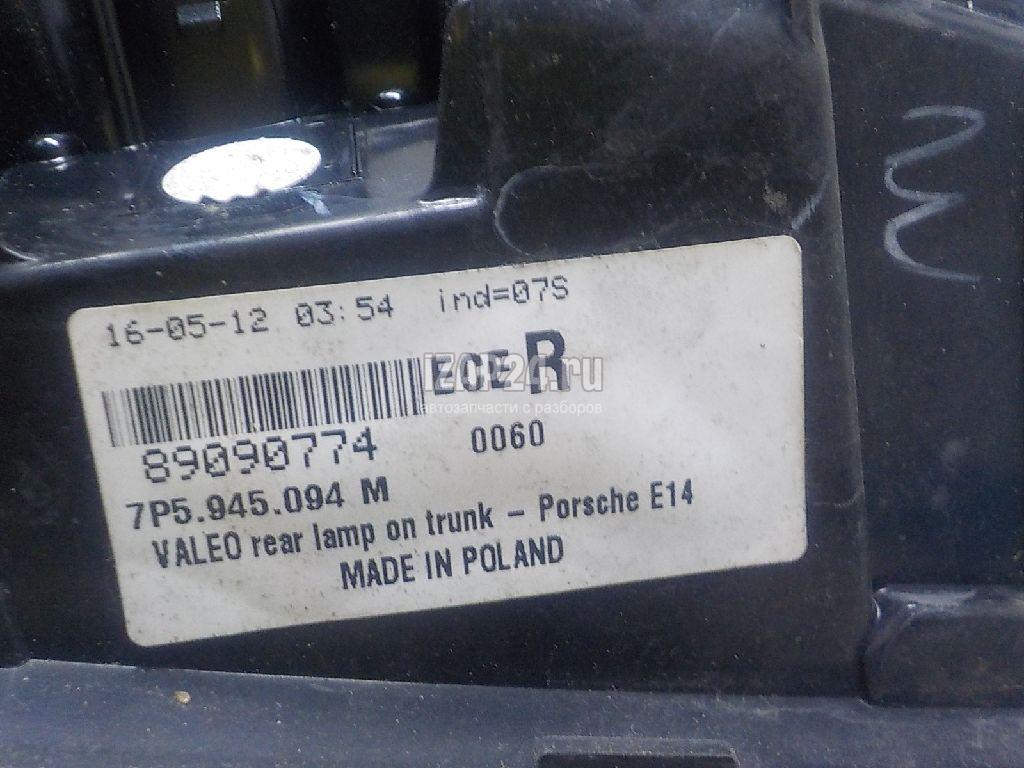 16-05-12 03:54 ind=07S
ECE R
IZAP24.ru
автозапчасти с разборов
89090774 0060
7P5.945.094 M
VALEO rear lamp on trunk – Porsche E14
MADE IN POLAND